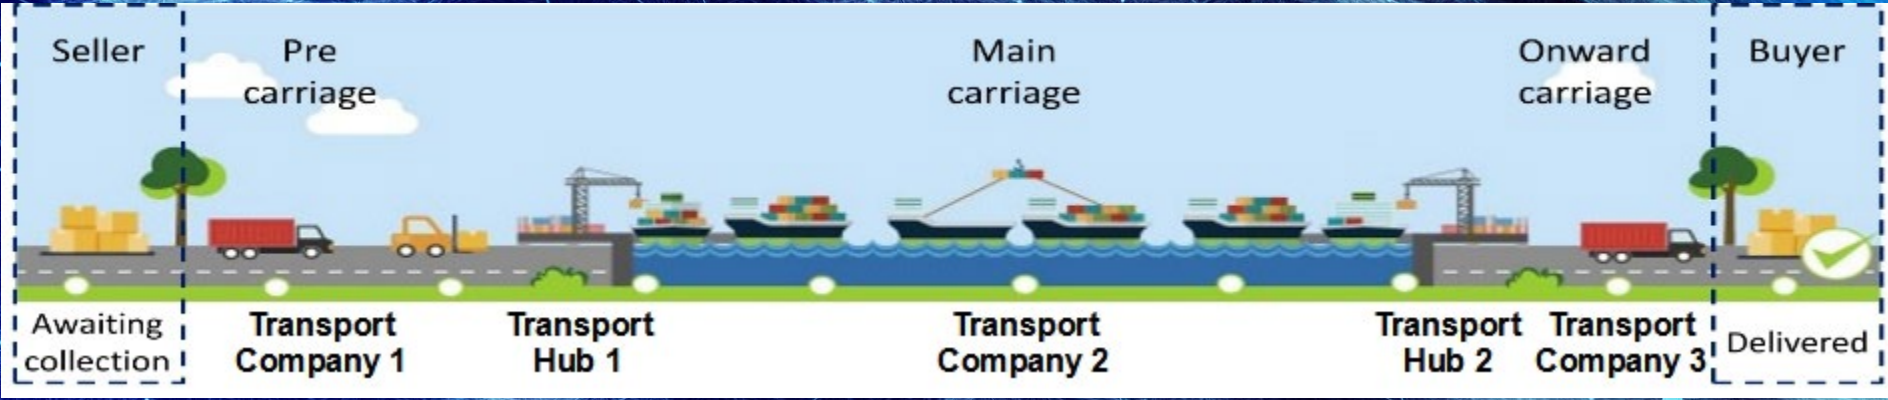 Seller
Pre
carriage
Main
carriage
Onward
carriage
Buyer
Awaiting
collection
Transport
Company 1
Transport
Hub 1
Transport
Company 2
Transport
Hub 2
Transport
Company 3
Delivered